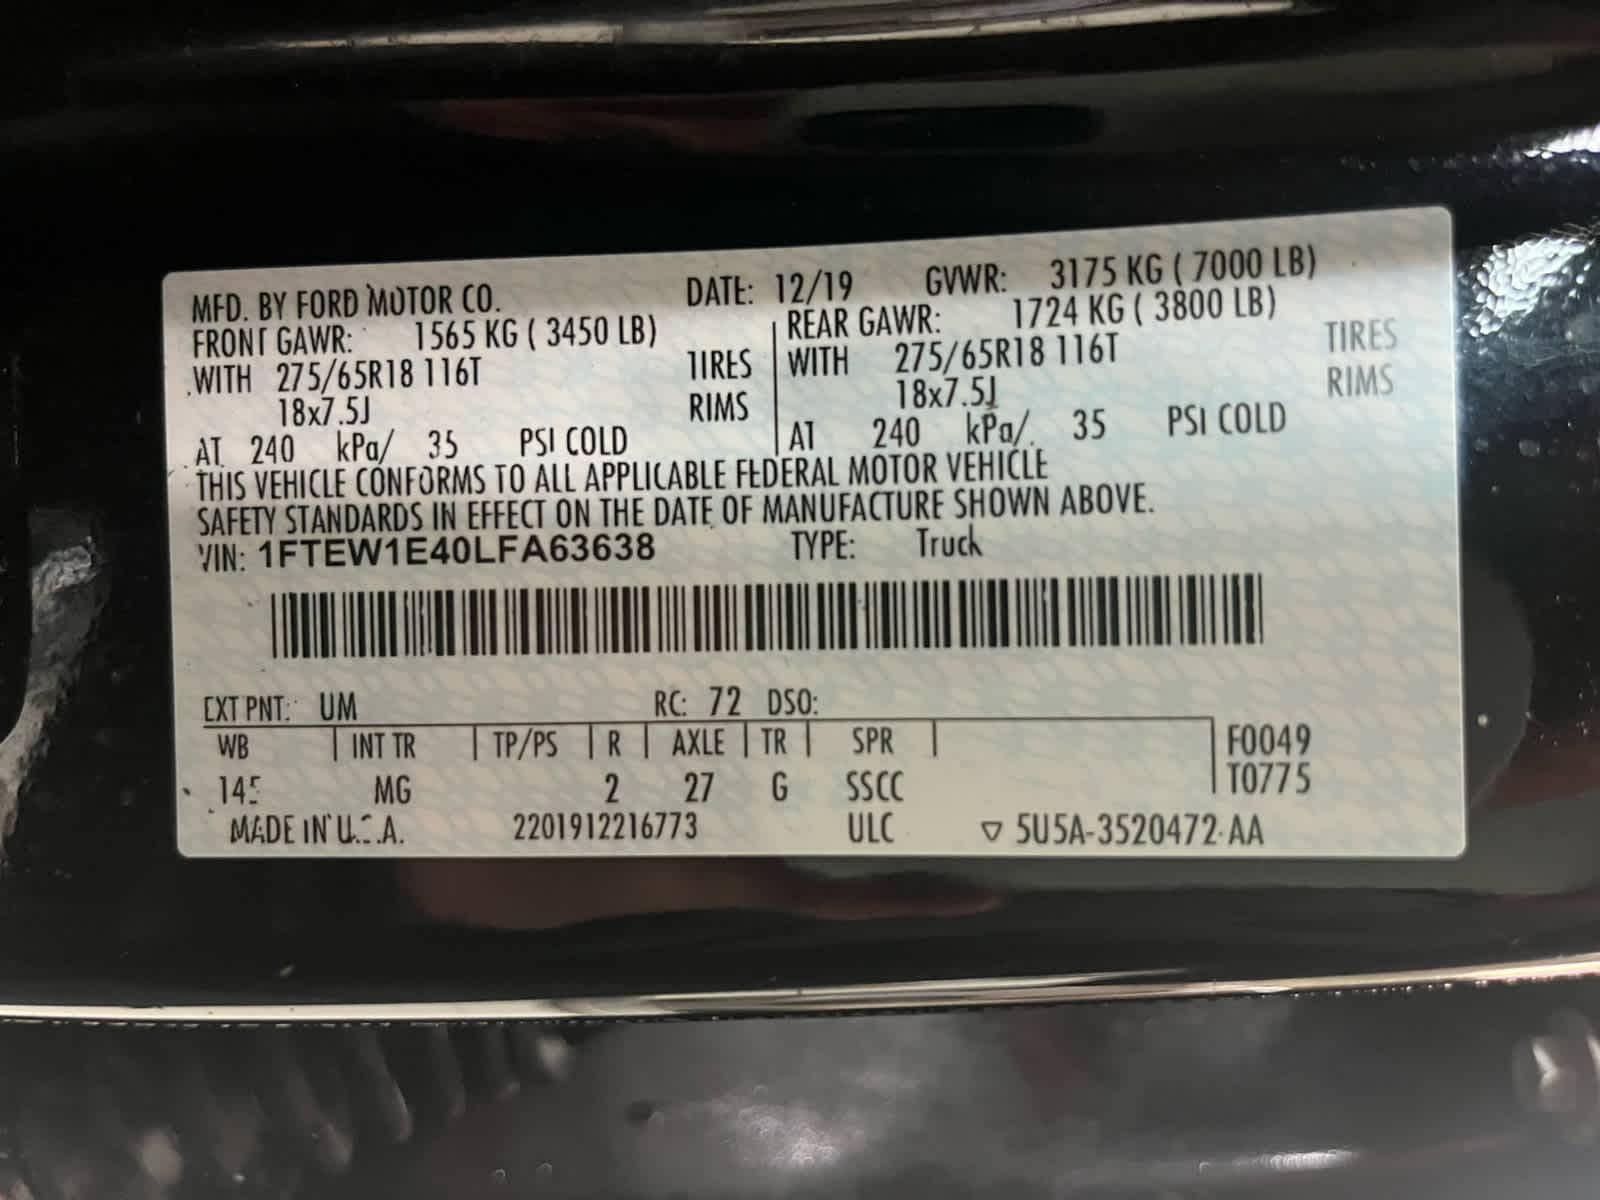 MFD. BY FORD MOTOR CO. DATE: 12/19 GVWR: 3175 KG ( 7000 LB)
FRONT GAWR: 1565 KG ( 3450 LB) REAR GAWR: 1724 KG ( 3800 LB)
WITH 275/65R18 116T TIRES WITH 275/65R18 116T TIRES
18x7.5J RIMS 18x7.5J RIMS
AT 240 kPa/ 35 PSI COLD AT 240 kPa/ 35 PSI COLD
THIS VEHICLE CONFORMS TO ALL APPLICABLE FEDERAL MOTOR VEHICLE
SAFETY STANDARDS IN EFFECT ON THE DATE OF MANUFACTURE SHOWN ABOVE.
VIN: 1FTEW1E40LFA63638 TYPE: Truck
EXT PNT: UM RC: 72 DSO:
WB INT TR TP/PS R AXLE TR SPR F0049
145 MG 2 27 G SSCC T0775
MADE IN U.S.A. 2201912216773 ULC ▽ 5U5A-3520472-AA